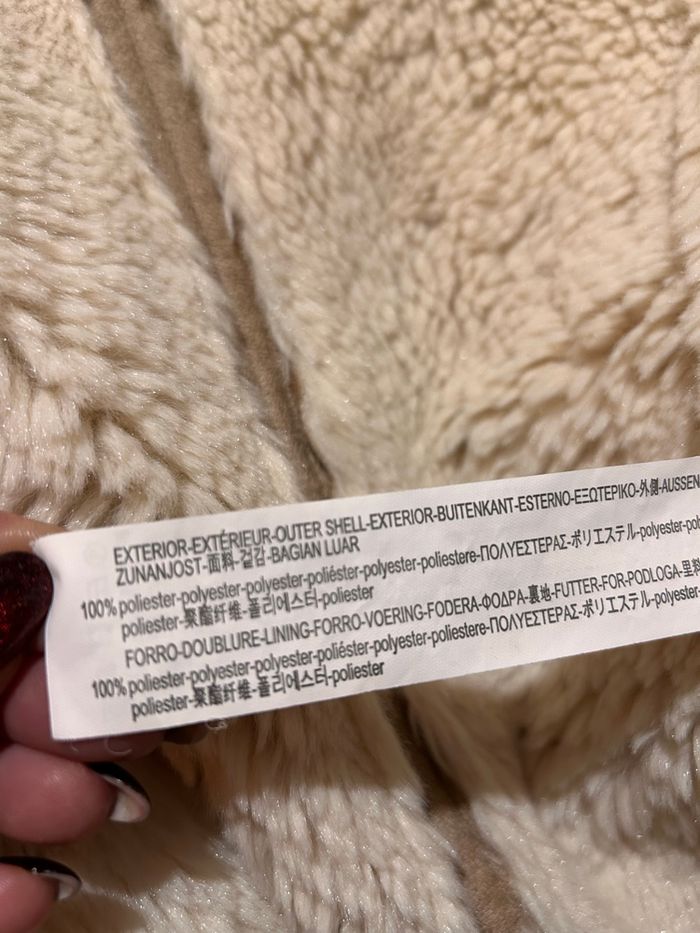 EXTERIOR-EXTÉRIEUR-OUTER SHELL-EXTERIOR-BUITENKANT-ESTERNO-ΕΞΩΤΕΡΙΚΟ-外側-AUSSEN
ZUNANJOST-面料-겉감-BAGIAN LUAR
100% poliester-polyester-polyester-poliéster-polyester-poliestere-ΠΟΛΥΕΣΤΕΡΑΣ-ポリエステル-polyester-pol
poliester-聚酯纤维-폴리에스터-poliester
FORRO-DOUBLURE-LINING-FORRO-VOERING-FODERA-ΦΟΔΡΑ-裏地-FUTTER-FOR-PODLOGA-里料
100% poliester-polyester-polyester-poliéster-polyester-poliestere-ΠΟΛΥΕΣΤΕΡΑΣ-ポリエステル-polyester-
poliester-聚酯纤维-폴리에스터-poliester